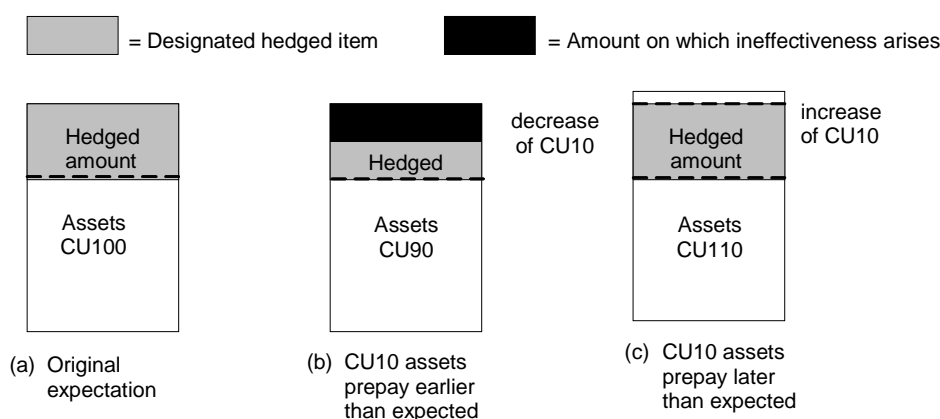 = Designated hedged item
= Amount on which ineffectiveness arises
Hedged
amount
Assets
CU100
(a) Original
expectation
Hedged
decrease
of CU10
Assets
CU90
(b) CU10 assets
prepay earlier
than expected
Hedged
amount
increase
of CU10
Assets
CU110
(c) CU10 assets
prepay later
than expected